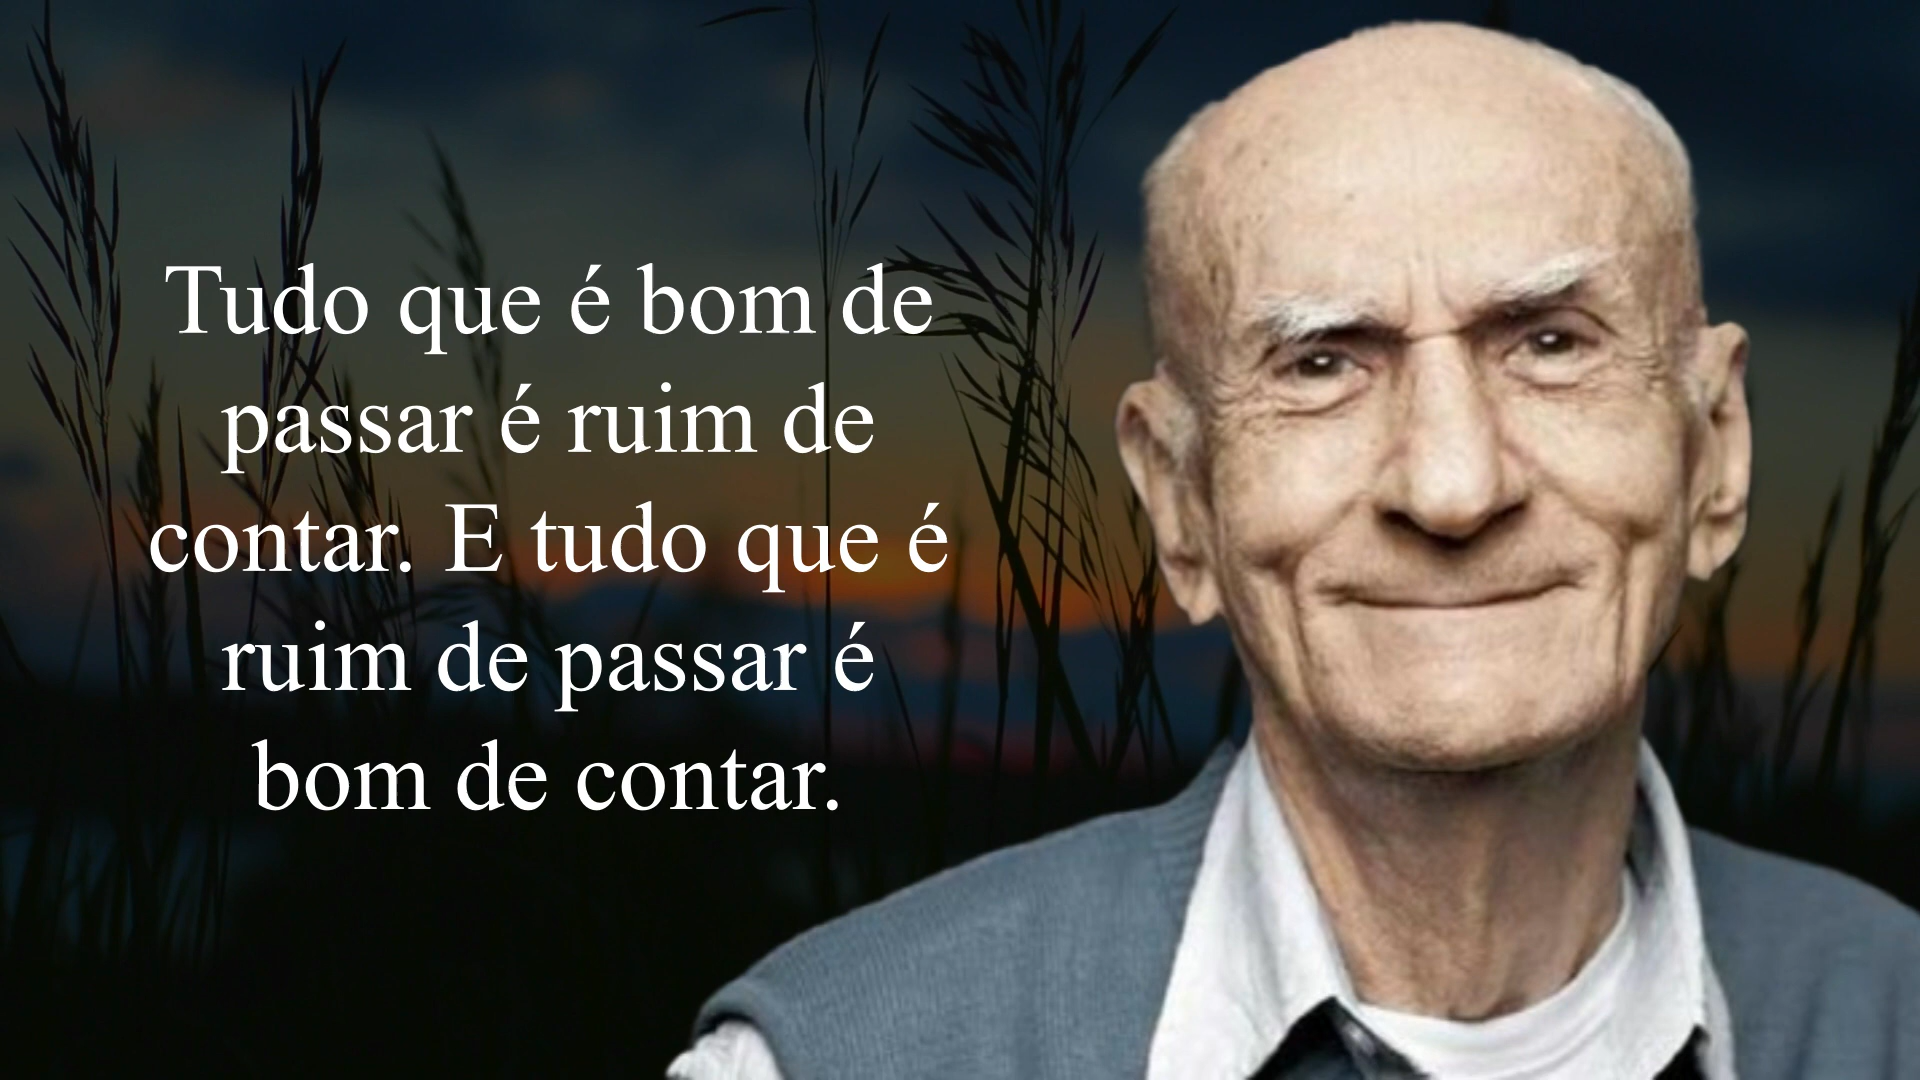 Tudo que é bom de
passar é ruim de
contar. E tudo que é
ruim de passar é
bom de contar.